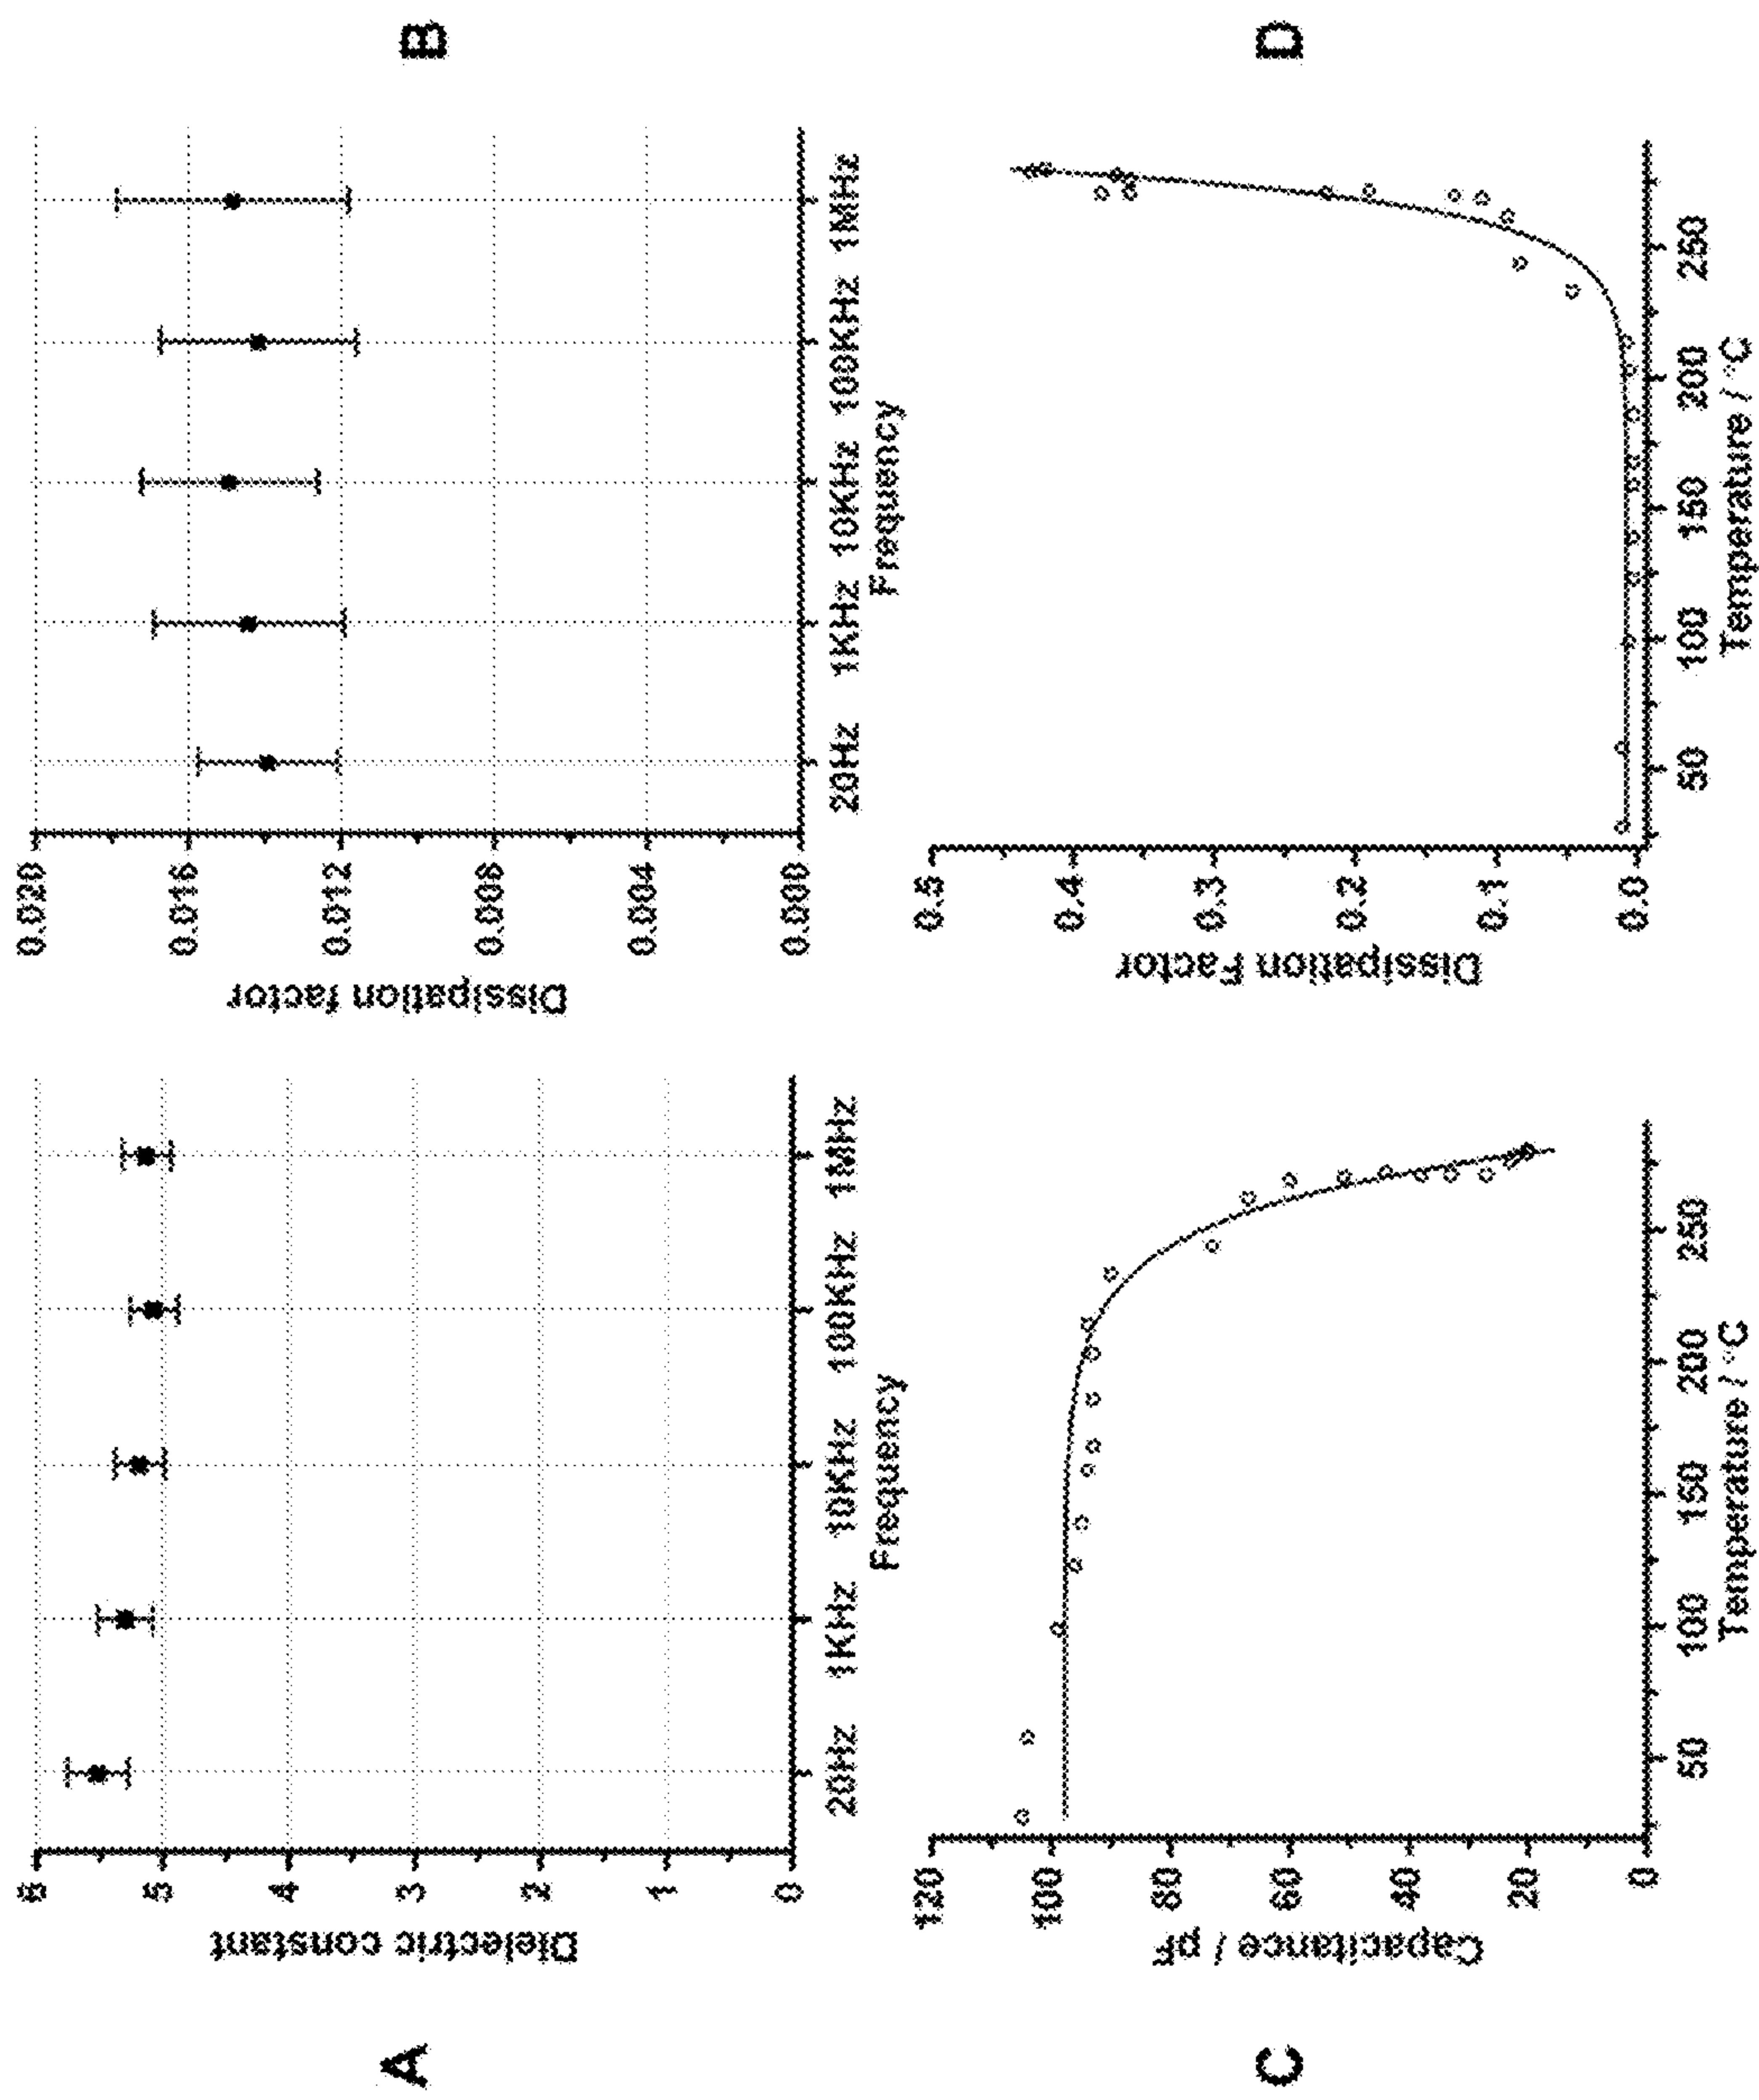 A
Dielectric constant
6
5
4
3
2
1
0
20Hz 1KHz 10KHz 100KHz 1MHz
Frequency
B
Dissipation factor
0.020
0.016
0.012
0.008
0.004
0.000
20Hz 1KHz 10KHz 100KHz 1MHz
Frequency
C
Capacitance / pF
120
100
80
60
40
20
0
50 100 150 200 250
Temperature / °C
D
Dissipation Factor
0.5
0.4
0.3
0.2
0.1
0.0
50 100 150 200 250
Temperature / °C